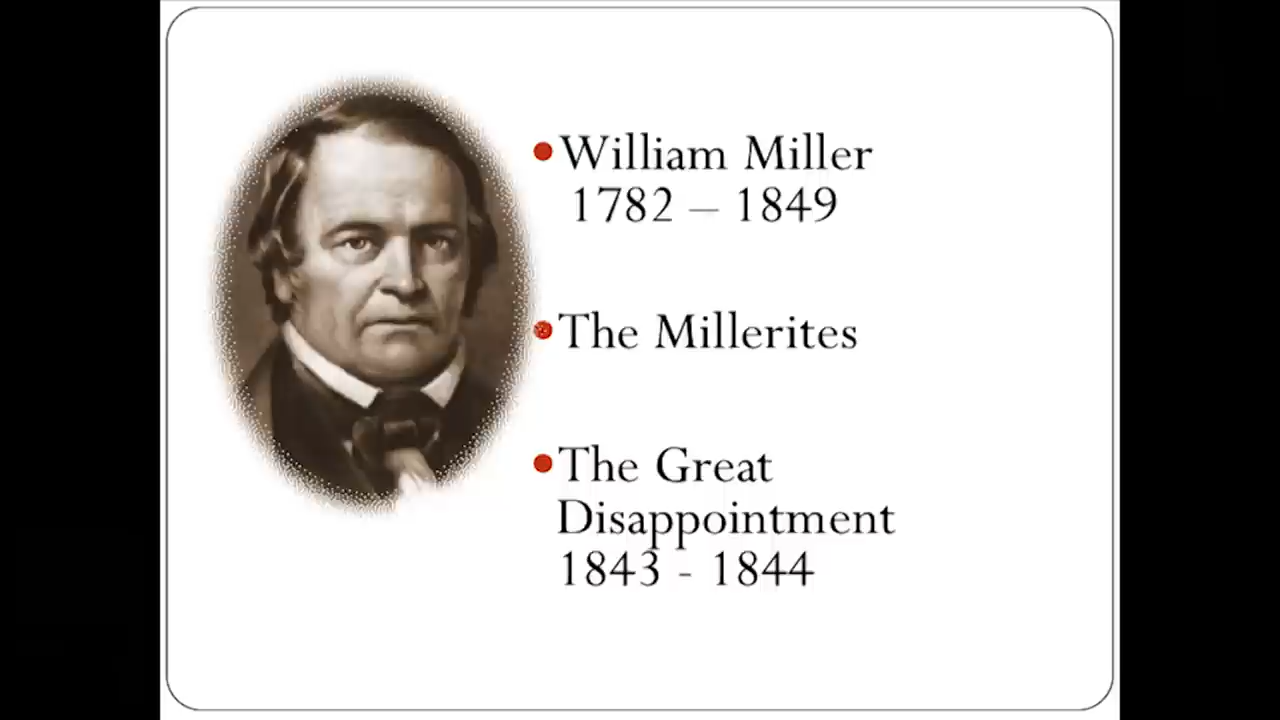 William Miller
1782 – 1849
The Millerites
The Great
Disappointment
1843 - 1844